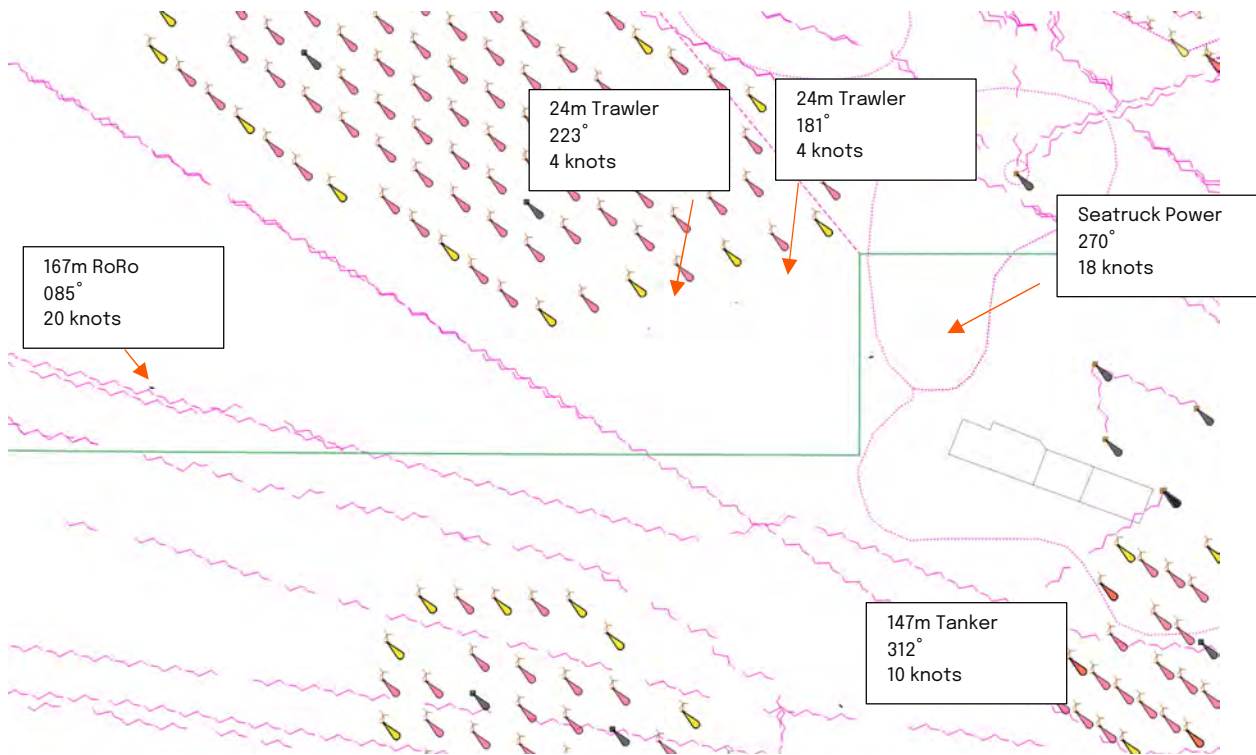 24m Trawler
223°
4 knots
24m Trawler
181°
4 knots
Seatruck Power
270°
18 knots
167m RoRo
085°
20 knots
147m Tanker
312°
10 knots